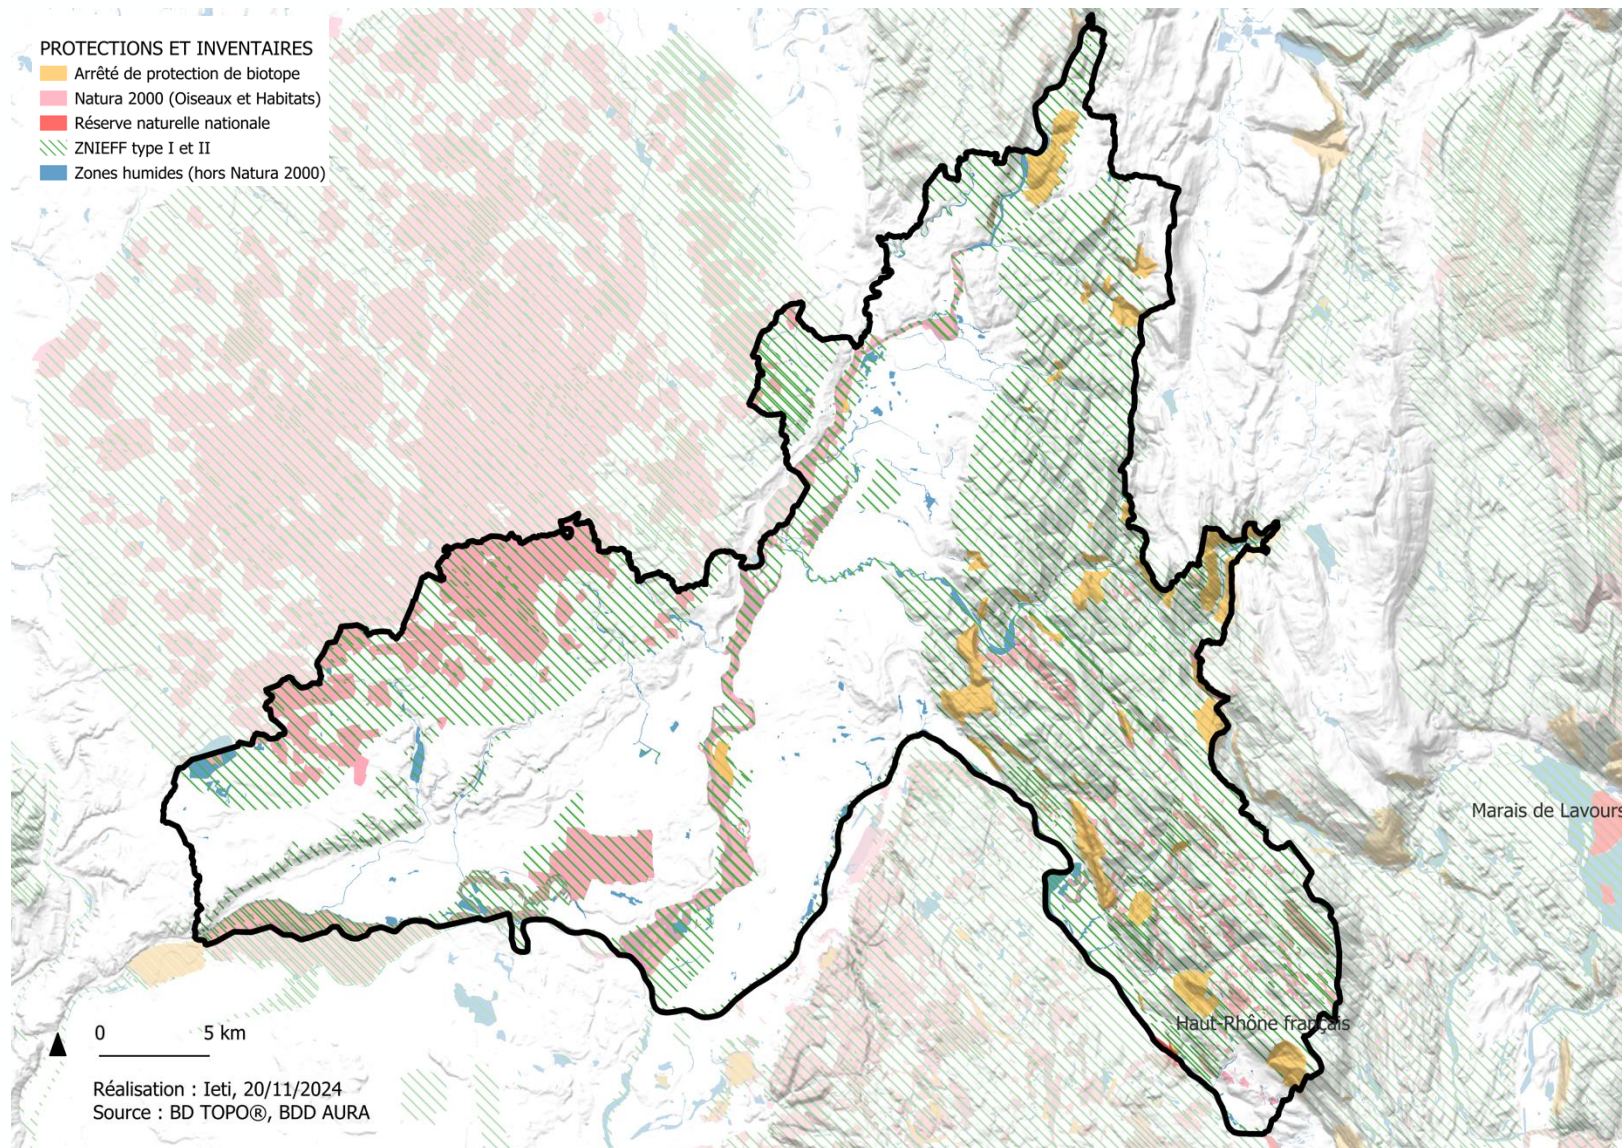 PROTECTIONS ET INVENTAIRES
Arrêté de protection de biotope
Natura 2000 (Oiseaux et Habitats)
Réserve naturelle nationale
ZNIEFF type I et II
Zones humides (hors Natura 2000)
Marais de Lavours
Haut-Rhône français
0 5 km
Réalisation : Ieti, 20/11/2024
Source : BD TOPO®, BDD AURA